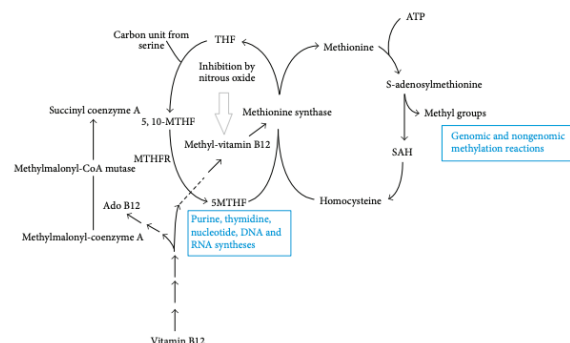 ATP
Carbon unit from
serine
THF
Methionine
Inhibition by
nitrous oxide
S-adenosylmethionine
Succinyl coenzyme A
Methionine synthase
Methyl groups
5, 10-MTHF
Genomic and nongenomic
methylation reactions
Methyl-vitamin B12
SAH
MTHFR
Methylmalonyl-CoA mutase
Ado B12
5MTHF
Homocysteine
Purine, thymidine,
nucleotide, DNA and
RNA syntheses
Methylmalonyl-coenzyme A
Vitamin B12